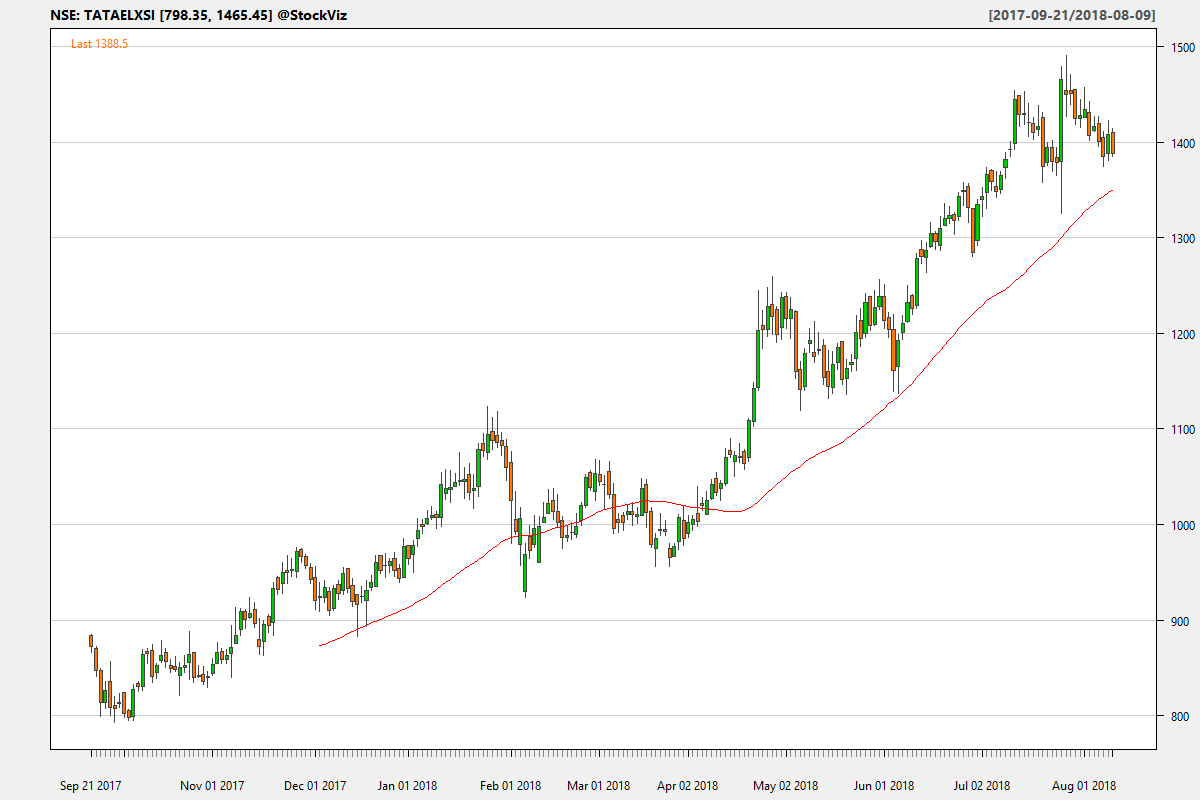 NSE: TATAELXSI [798.35, 1465.45] @StockViz [2017-09-21/2018-08-09]
Last 1388.5
1500
1400
1300
1200
1100
1000
900
800
Sep 21 2017 Nov 01 2017 Dec 01 2017 Jan 01 2018 Feb 01 2018 Mar 01 2018 Apr 02 2018 May 02 2018 Jun 01 2018 Jul 02 2018 Aug 01 2018